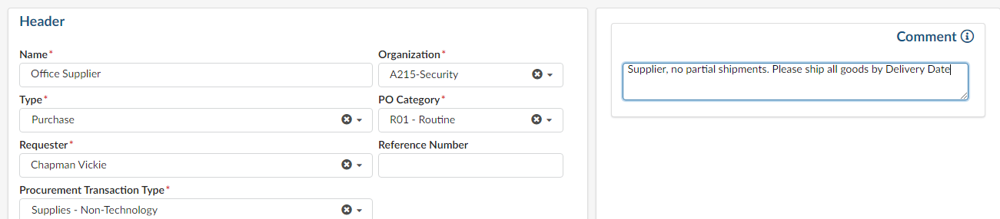 Header
Name*
Office Supplier
Organization*
A215-Security
Type*
Purchase
PO Category*
R01 - Routine
Requester*
Chapman Vickie
Reference Number
Procurement Transaction Type*
Supplies - Non-Technology
Comment
Supplier, no partial shipments. Please ship all goods by Delivery Date